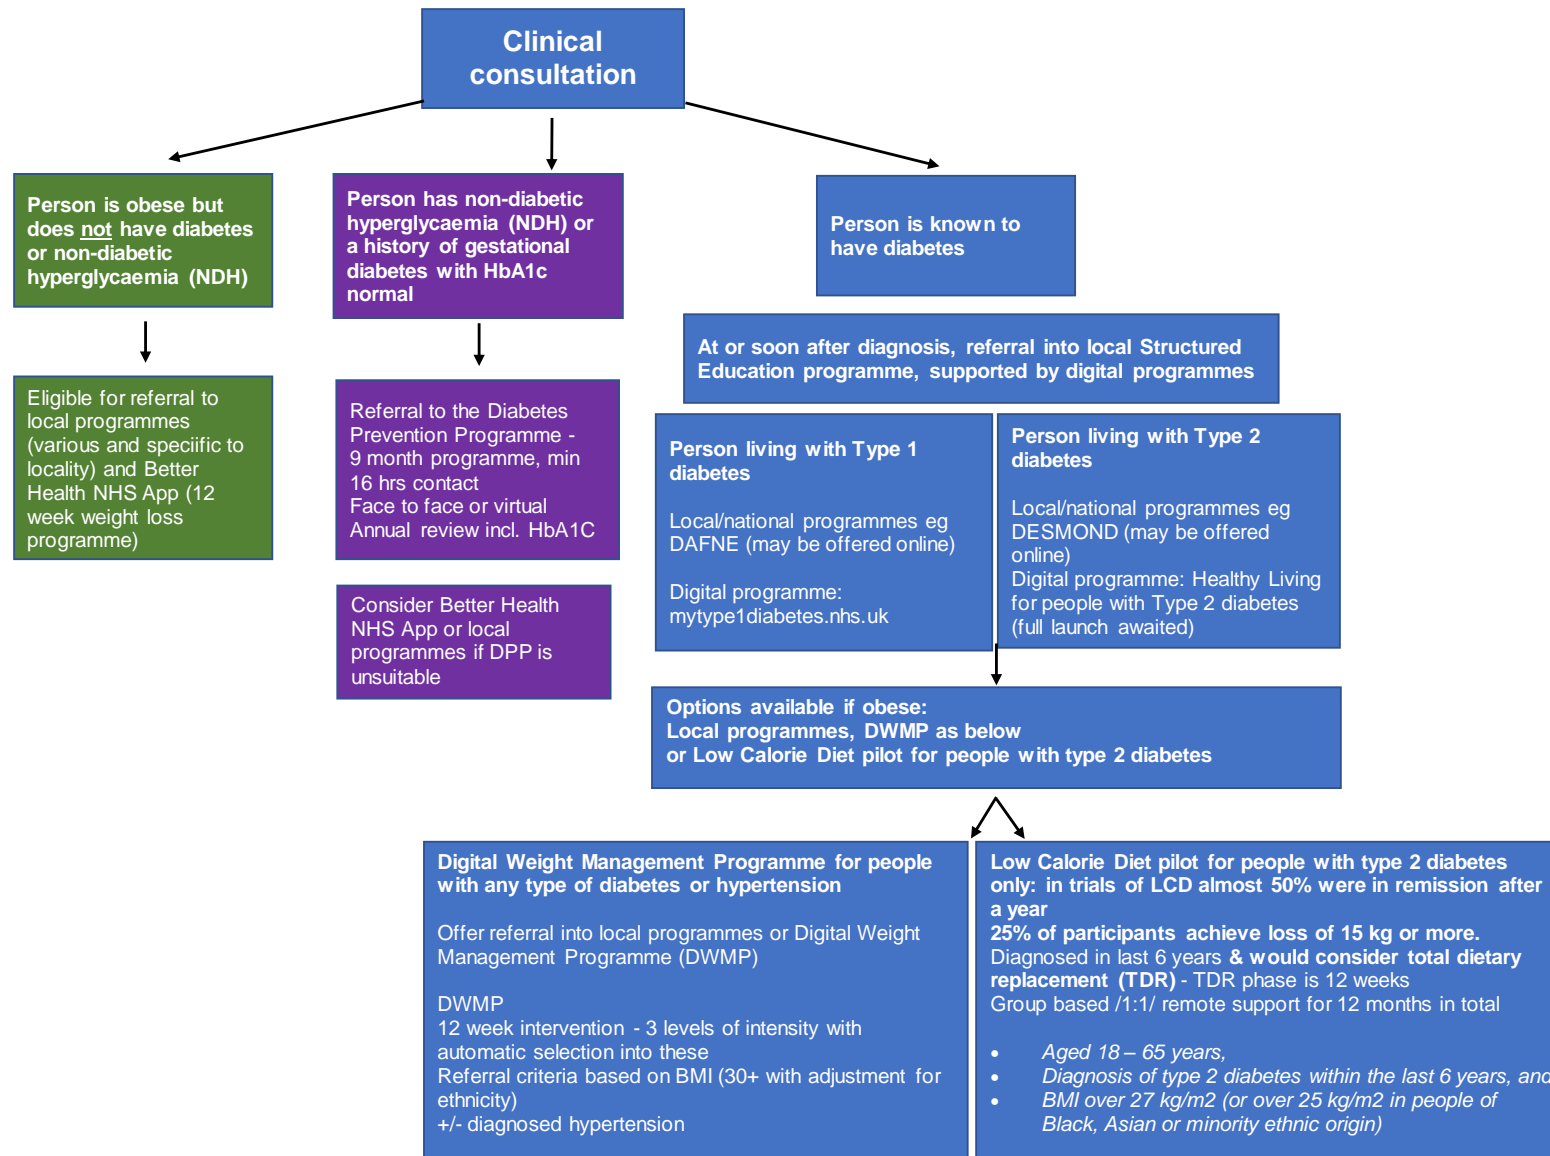 Clinical
consultation
Person is obese but
does not have diabetes
or non-diabetic
hyperglycaemia (NDH)
Person has non-diabetic
hyperglycaemia (NDH) or
a history of gestational
diabetes with HbA1c
normal
Person is known to
have diabetes
Eligible for referral to
local programmes
(various and speciific to
locality) and Better
Health NHS App (12
week weight loss
programme)
Referral to the Diabetes
Prevention Programme -
9 month programme, min
16 hrs contact
Face to face or virtual
Annual review incl. HbA1C
Consider Better Health
NHS App or local
programmes if DPP is
unsuitable
At or soon after diagnosis, referral into local Structured
Education programme, supported by digital programmes
Person living with Type 1
diabetes
Local/national programmes eg
DAFNE (may be offered online)
Digital programme:
mytype1diabetes.nhs.uk
Person living with Type 2
diabetes
Local/national programmes eg
DESMOND (may be offered
online)
Digital programme: Healthy Living
for people with Type 2 diabetes
(full launch awaited)
Options available if obese:
Local programmes, DWMP as below
or Low Calorie Diet pilot for people with type 2 diabetes
Digital Weight Management Programme for people
with any type of diabetes or hypertension
Offer referral into local programmes or Digital Weight
Management Programme (DWMP)
DWMP
12 week intervention - 3 levels of intensity with
automatic selection into these
Referral criteria based on BMI (30+ with adjustment for
ethnicity)
+/- diagnosed hypertension
Low Calorie Diet pilot for people with type 2 diabetes
only: in trials of LCD almost 50% were in remission after
a year
25% of participants achieve loss of 15 kg or more.
Diagnosed in last 6 years & would consider total dietary
replacement (TDR) - TDR phase is 12 weeks
Group based /1:1/ remote support for 12 months in total
• Aged 18 – 65 years,
• Diagnosis of type 2 diabetes within the last 6 years, and
• BMI over 27 kg/m2 (or over 25 kg/m2 in people of
Black, Asian or minority ethnic origin)